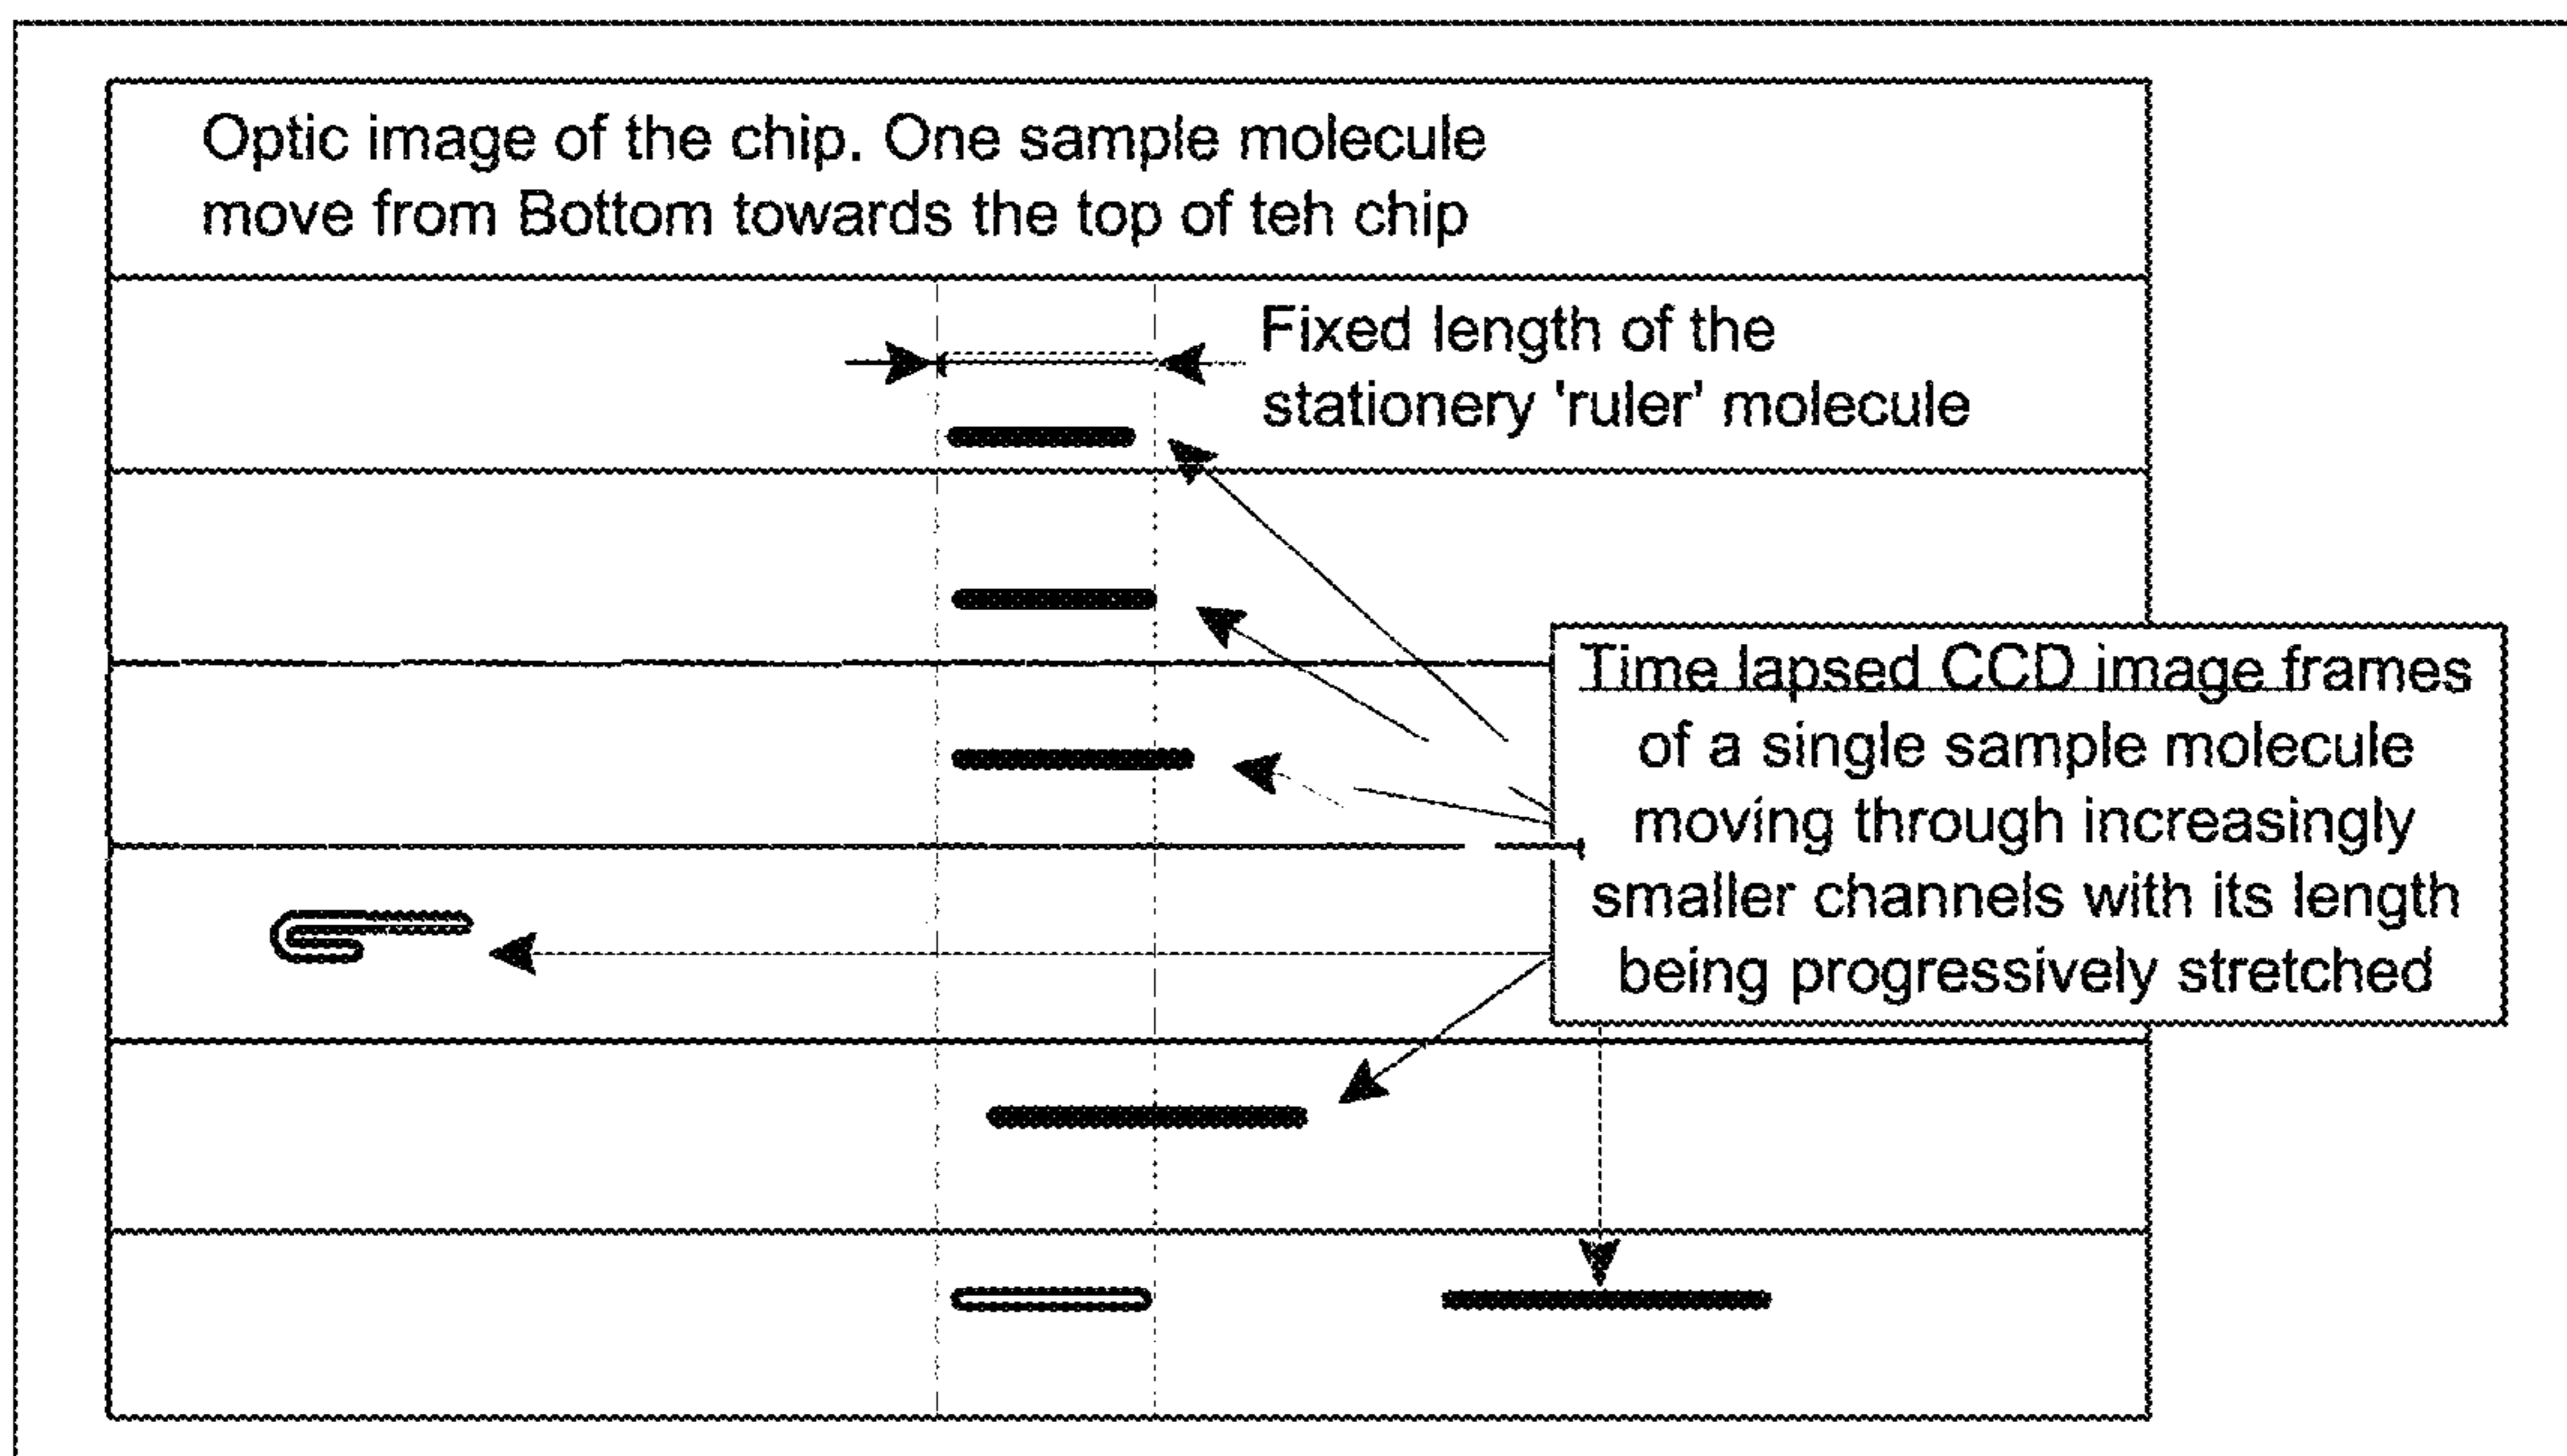 Optic image of the chip. One sample molecule
move from Bottom towards the top of teh chip
Fixed length of the
stationery 'ruler' molecule
Time lapsed CCD image frames
of a single sample molecule
moving through increasingly
smaller channels with its length
being progressively stretched